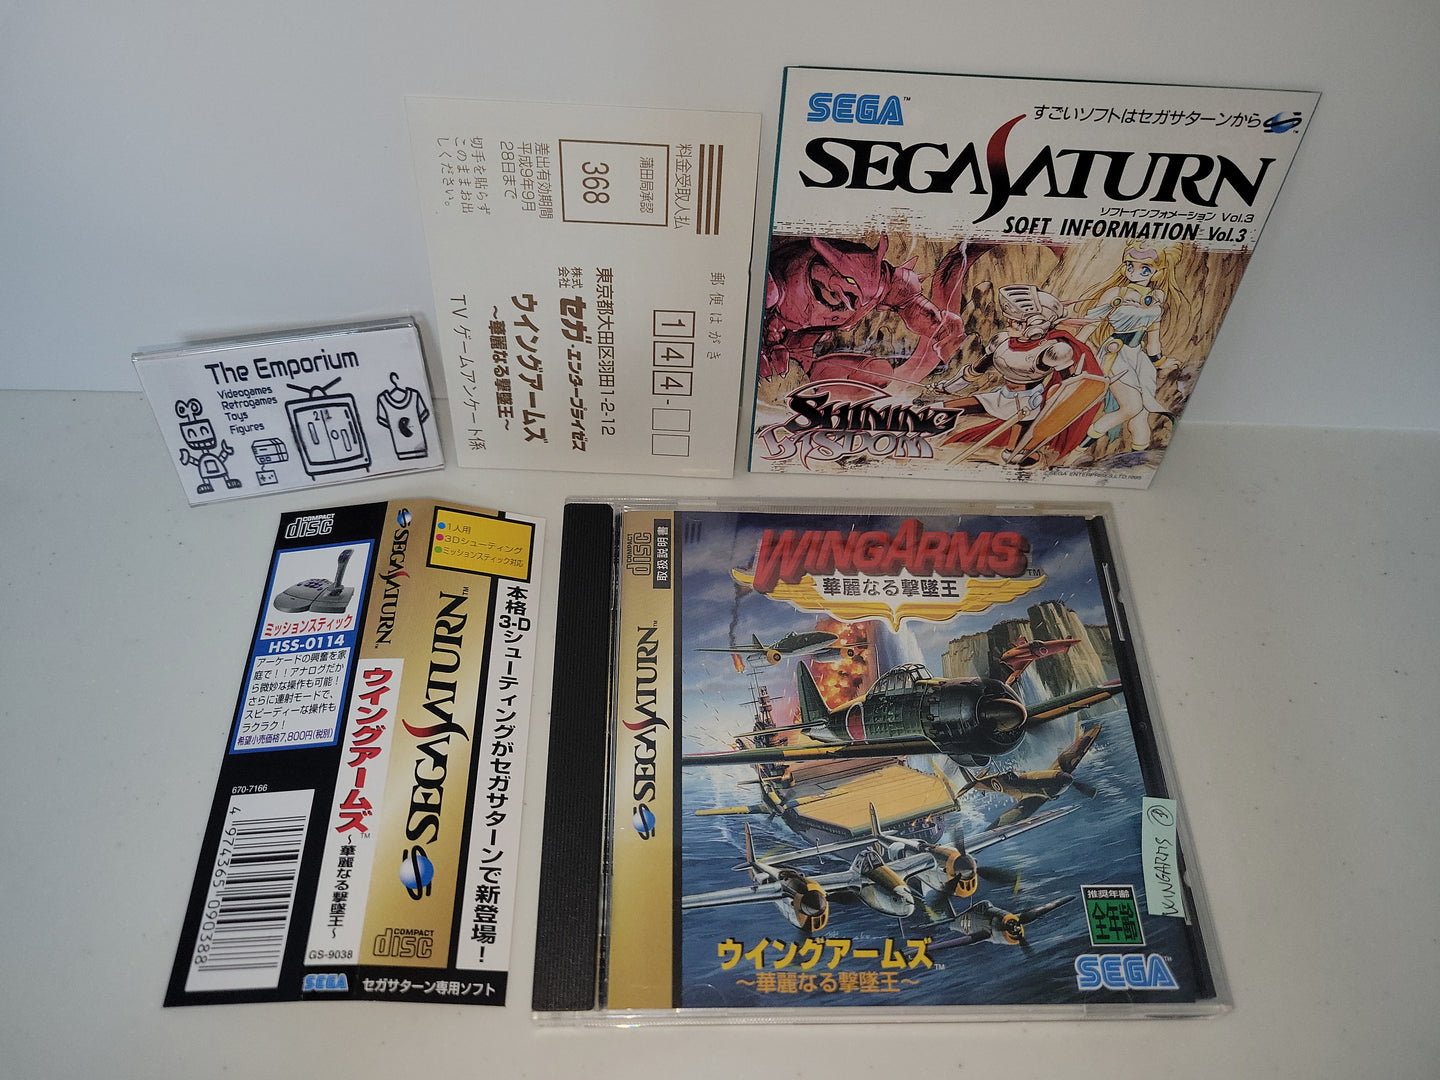 The Emporium
Videogames
Retrogames
Toys
Figures
料金受取人払
蒲田局承認
368
差出有効期間
平成9年9月
28日まで
切手を貼らず
このままお出
しください。
郵便はがき
144-
東京都大田区羽田1-2-12
株式会社
セガ・エンタープライゼス
ウイングアームズ
～華麗なる撃墜王～
TVゲームアンケート係
SEGA™
すごいソフトはセガサターンから
SEGA SATURN
ソフトインフォメーション Vol.3
SOFT INFORMATION Vol.3
SHINING
WISDOM
COMPACT
disc
ミッションスティック
HSS-0114
アーケードの興奮を家
庭で!!アナログだか
ら微妙な操作も可能!
さらに連射モードで、
スピーディーな操作も
ラクラク!
希望小売価格7,800円(税別)
670-7166
4 974365 090388
SEGA SATURN™
ウイングアームズ™
～華麗なる撃墜王～
GS-9038
SEGA
1人用
3Dシューティング
ミッションスティック対応
SEGA SATURN™
COMPACT
disc
本格3-Dシューティングがセガサターンで新登場!
セガサターン専用ソフト
COMPACT
disc
取扱説明書
SEGA SATURN™
WINGARMS™
華麗なる撃墜王
WINGARMS
推奨年齢
全年齢
ウイングアームズ™
～華麗なる撃墜王～
SEGA™